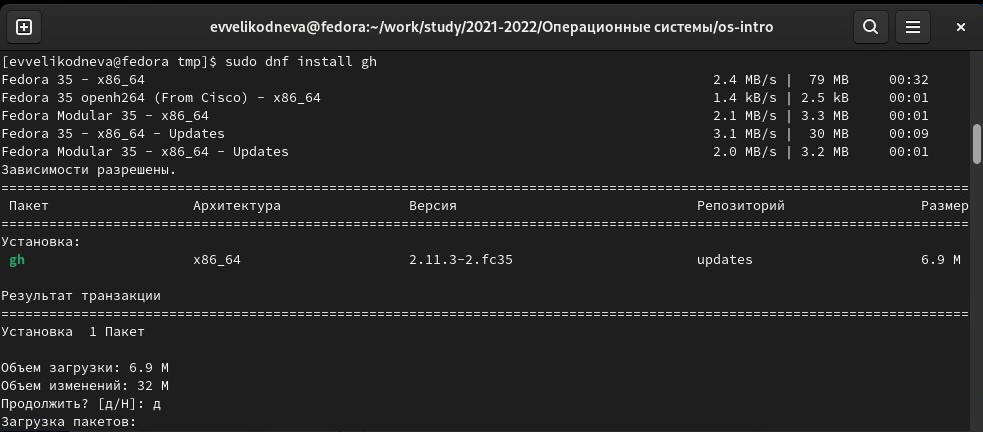 evvelikodneva@fedora:~/work/study/2021-2022/Операционные системы/os-intro
[evvelikodneva@fedora tmp]$ sudo dnf install gh
Fedora 35 - x86_64 2.4 MB/s | 79 MB 00:32
Fedora 35 openh264 (From Cisco) - x86_64 1.4 kB/s | 2.5 kB 00:01
Fedora Modular 35 - x86_64 2.1 MB/s | 3.3 MB 00:01
Fedora 35 - x86_64 - Updates 3.1 MB/s | 30 MB 00:09
Fedora Modular 35 - x86_64 - Updates 2.0 MB/s | 3.2 MB 00:01
Зависимости разрешены.
================================================================================
Пакет Архитектура Версия Репозиторий Размер
================================================================================
Установка:
gh x86_64 2.11.3-2.fc35 updates 6.9 M
Результат транзакции
================================================================================
Установка 1 Пакет
Объем загрузки: 6.9 M
Объем изменений: 32 M
Продолжить? [д/Н]: д
Загрузка пакетов: